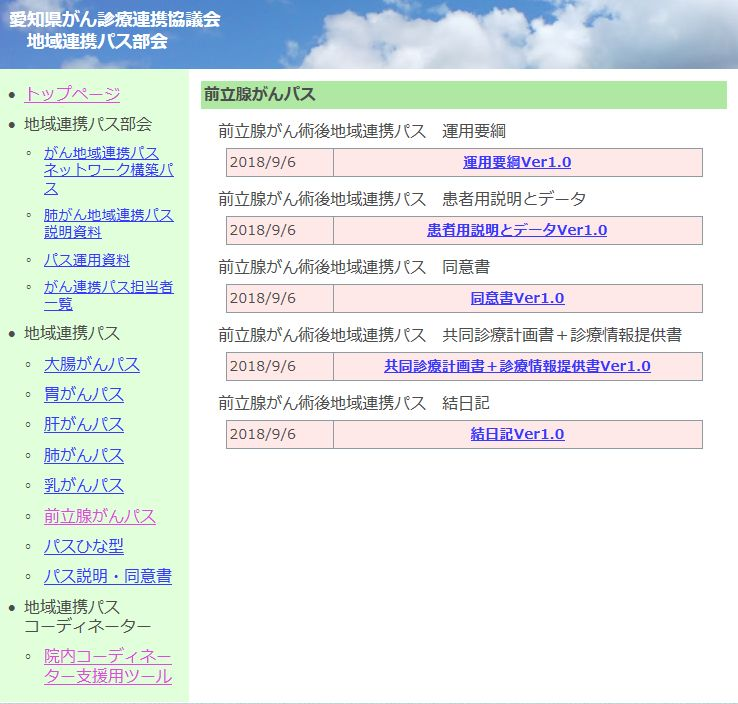 愛知県がん診療連携協議会
地域連携パス部会
トップページ
地域連携パス部会
がん地域連携パス
ネットワーク構築パ
ス
肺がん地域連携パス
説明資料
パス運用資料
がん連携パス担当者
一覧
地域連携パス
大腸がんパス
胃がんパス
肝がんパス
肺がんパス
乳がんパス
前立腺がんパス
パスひな型
パス説明・同意書
地域連携パス
コーディネーター
院内コーディネー
ター支援用ツール
前立腺がんパス
前立腺がん術後地域連携パス　運用要綱
2018/9/6 運用要綱Ver1.0
前立腺がん術後地域連携パス　患者用説明とデータ
2018/9/6 患者用説明とデータVer1.0
前立腺がん術後地域連携パス　同意書
2018/9/6 同意書Ver1.0
前立腺がん術後地域連携パス　共同診療計画書＋診療情報提供書
2018/9/6 共同診療計画書＋診療情報提供書Ver1.0
前立腺がん術後地域連携パス　結日記
2018/9/6 結日記Ver1.0